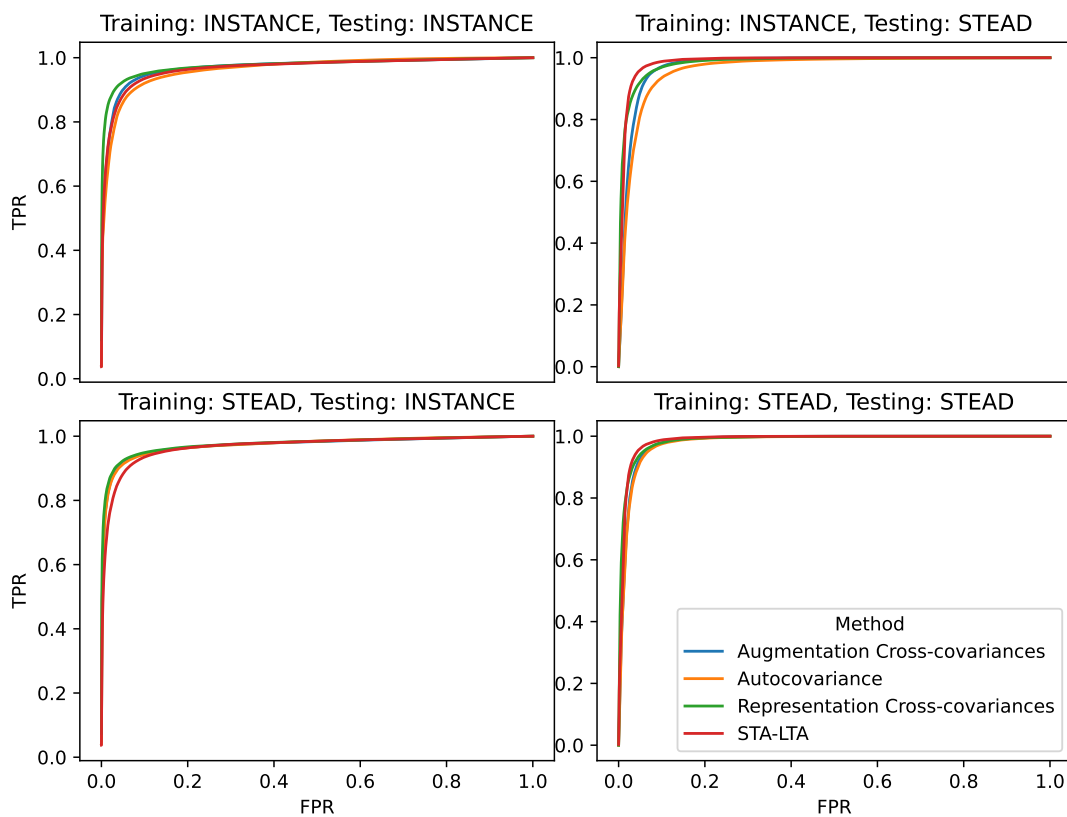 Training: INSTANCE, Testing: INSTANCE
Training: INSTANCE, Testing: STEAD
1.0
0.8
0.6
0.4
0.2
0.0
TPR
1.0
0.8
0.6
0.4
0.2
0.0
Training: STEAD, Testing: INSTANCE
Training: STEAD, Testing: STEAD
1.0
0.8
0.6
0.4
0.2
0.0
TPR
1.0
0.8
0.6
0.4
0.2
0.0
Method
Augmentation Cross-covariances
Autocovariance
Representation Cross-covariances
STA-LTA
0.0 0.2 0.4 0.6 0.8 1.0
FPR
0.0 0.2 0.4 0.6 0.8 1.0
FPR